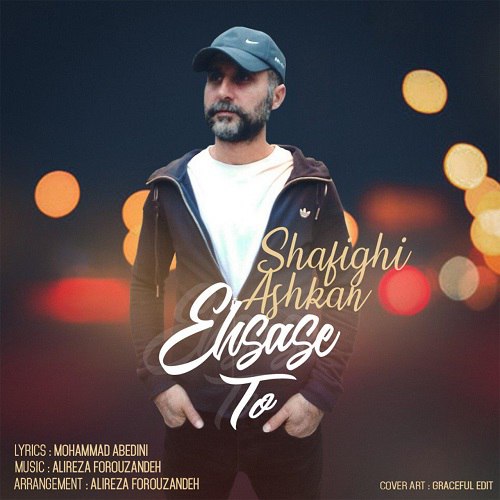 Shafighi
Ashkan
Ehsase
To
LYRICS : MOHAMMAD ABEDINI
MUSIC : ALIREZA FOROUZANDEH
ARRANGEMENT : ALIREZA FOROUZANDEH
COVER ART : GRACEFUL EDIT